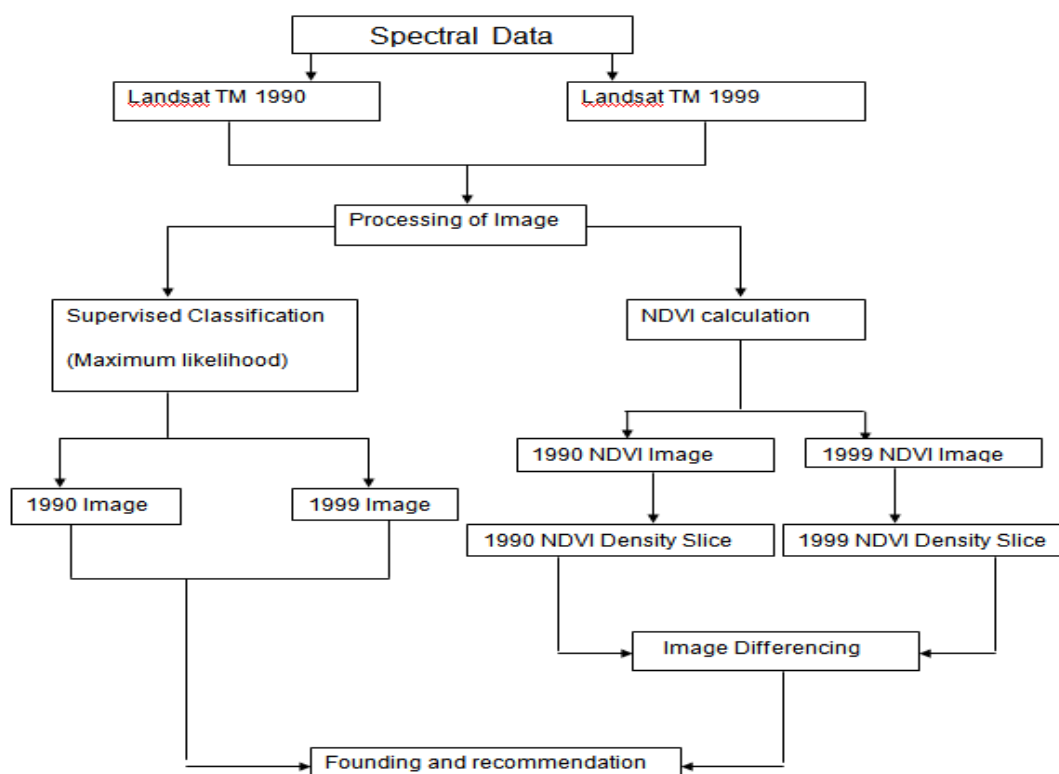 Spectral Data
Landsat TM 1990
Landsat TM 1999
Processing of Image
Supervised Classification
(Maximum likelihood)
NDVI calculation
1990 NDVI Image
1999 NDVI Image
1990 Image
1999 Image
1990 NDVI Density Slice
1999 NDVI Density Slice
Image Differencing
Founding and recommendation